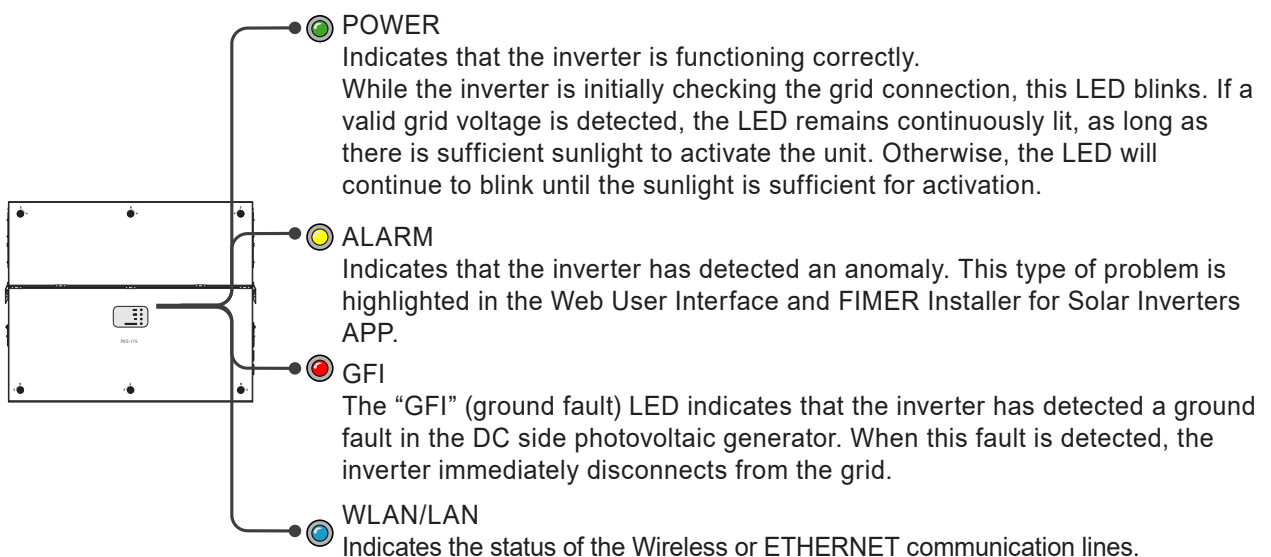 POWER
Indicates that the inverter is functioning correctly.
While the inverter is initially checking the grid connection, this LED blinks. If a
valid grid voltage is detected, the LED remains continuously lit, as long as
there is sufficient sunlight to activate the unit. Otherwise, the LED will
continue to blink until the sunlight is sufficient for activation.
ALARM
Indicates that the inverter has detected an anomaly. This type of problem is
highlighted in the Web User Interface and FIMER Installer for Solar Inverters
APP.
PVS-175
GFI
The “GFI” (ground fault) LED indicates that the inverter has detected a ground
fault in the DC side photovoltaic generator. When this fault is detected, the
inverter immediately disconnects from the grid.
WLAN/LAN
Indicates the status of the Wireless or ETHERNET communication lines.